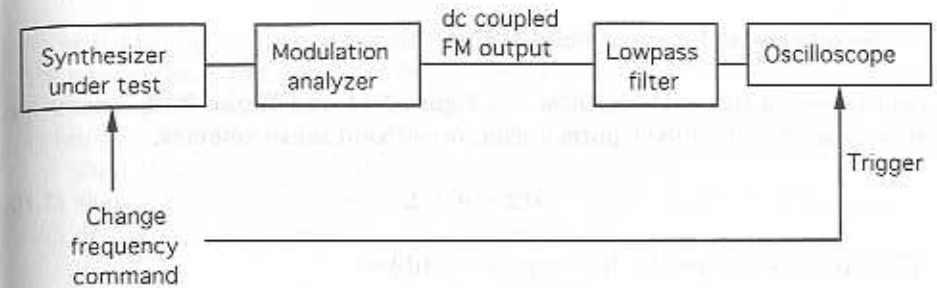 Synthesizer
under test
Modulation
analyzer
dc coupled
FM output
Lowpass
filter
Oscilloscope
Trigger
Change
frequency
command